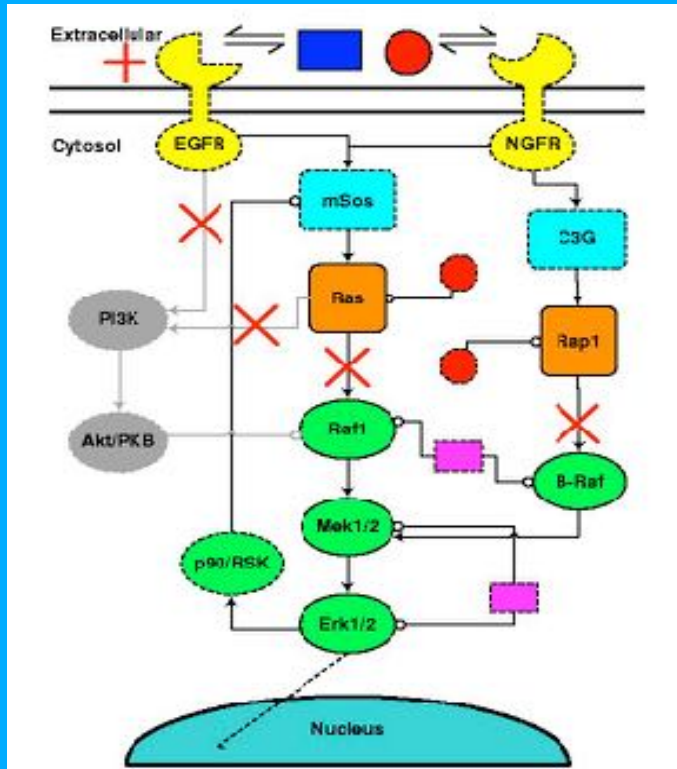 Extracellular
Cytosol
EGFR
NGFR
mSos
C3G
Ras
Rap1
PI3K
Akt/PKB
Raf1
B-Raf
Mek1/2
p90/RSK
Erk1/2
Nucleus